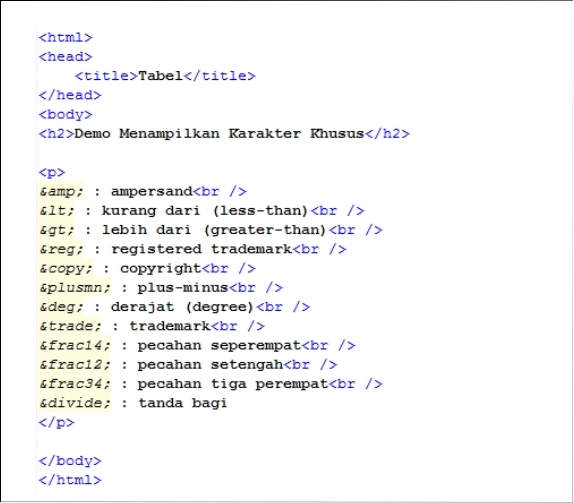 <html>
<head>
<title>Tabel</title>
</head>
<body>
<h2>Demo Menampilkan Karakter Khusus</h2>
<p>
&amp; : ampersand<br />
&lt; : kurang dari (less-than)<br />
&gt; : lebih dari (greater-than)<br />
&reg; : registered trademark<br />
&copy; : copyright<br />
&plusmn; : plus-minus<br />
&deg; : derajat (degree)<br />
&trade; : trademark<br />
&frac14; : pecahan seperempat<br />
&frac12; : pecahan setengah<br />
&frac34; : pecahan tiga perempat<br />
&divide; : tanda bagi
</p>
</body>
</html>